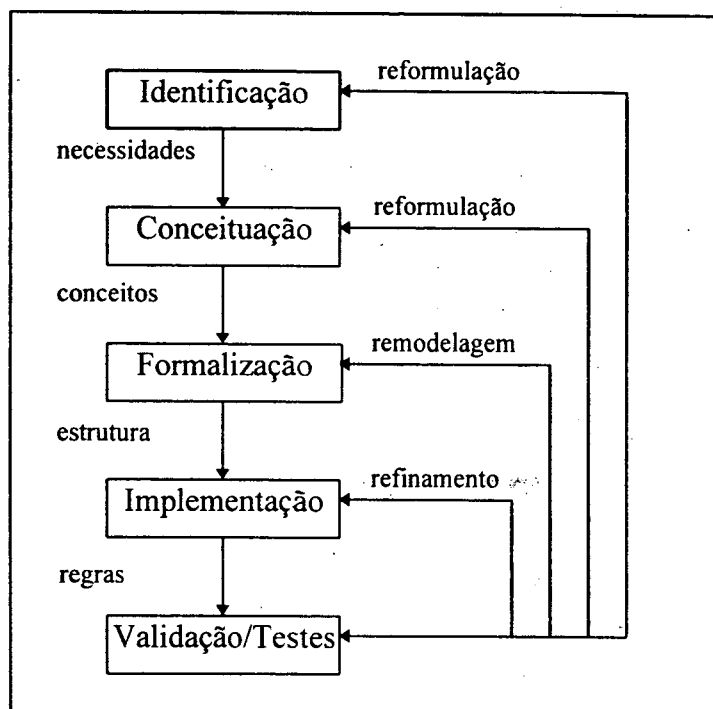 reformulação
Identificação
necessidades
reformulação
Conceituação
conceitos
remodelagem
Formalização
estrutura
refinamento
Implementação
regras
Validação/Testes